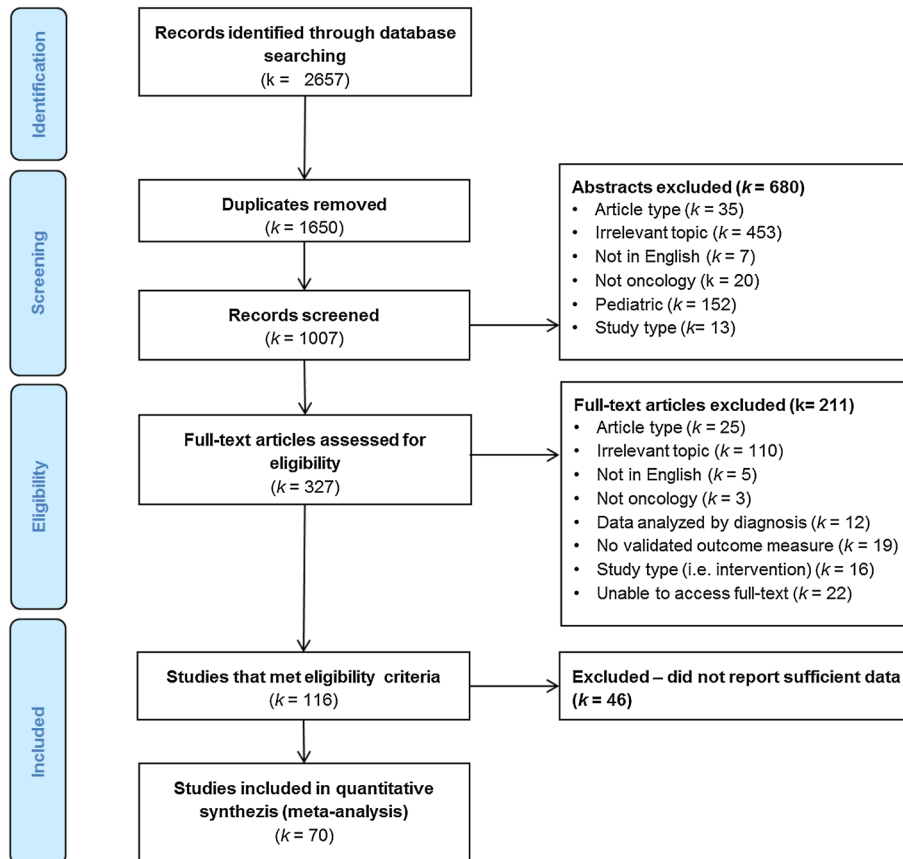 Identification
Records identified through database
searching
(k = 2657)
Screening
Duplicates removed
(k = 1650)
Records screened
(k = 1007)
Abstracts excluded (k = 680)
• Article type (k = 35)
• Irrelevant topic (k = 453)
• Not in English (k = 7)
• Not oncology (k = 20)
• Pediatric (k = 152)
• Study type (k= 13)
Eligibility
Full-text articles assessed for
eligibility
(k = 327)
Full-text articles excluded (k= 211)
• Article type (k = 25)
• Irrelevant topic (k = 110)
• Not in English (k = 5)
• Not oncology (k = 3)
• Data analyzed by diagnosis (k = 12)
• No validated outcome measure (k = 19)
• Study type (i.e. intervention) (k = 16)
• Unable to access full-text (k = 22)
Included
Studies that met eligibility criteria
(k = 116)
Excluded – did not report sufficient data
(k = 46)
Studies included in quantitative
synthezis (meta-analysis)
(k = 70)